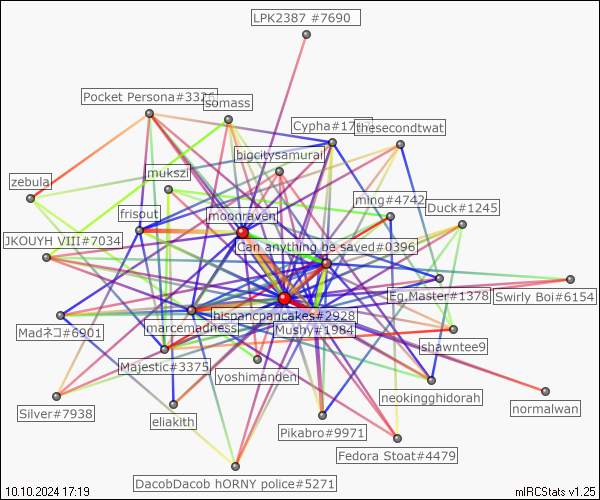 LPK2387 #7690
Pocket Persona#3326
somass
Cypha#17
thesecondtwat
bigcitysamurai
mukszi
zebula
ming#4742
frisout
moonraven
Duck#1245
JKOUYH VIII#7034
Can anything be saved#0396
Eg.Master#1378
Swirly Boi#6154
hispancpancakes#2928
marcemadness
Mushy#1984
Madネコ#6901
shawntee9
Majestic#3375
yoshimanden
neokingghidorah
normalwan
Silver#7938
eliakith
Pikabro#9971
Fedora Stoat#4479
DacobDacob hORNY police#5271
10.10.2024 17:19
mIRCStats v1.25